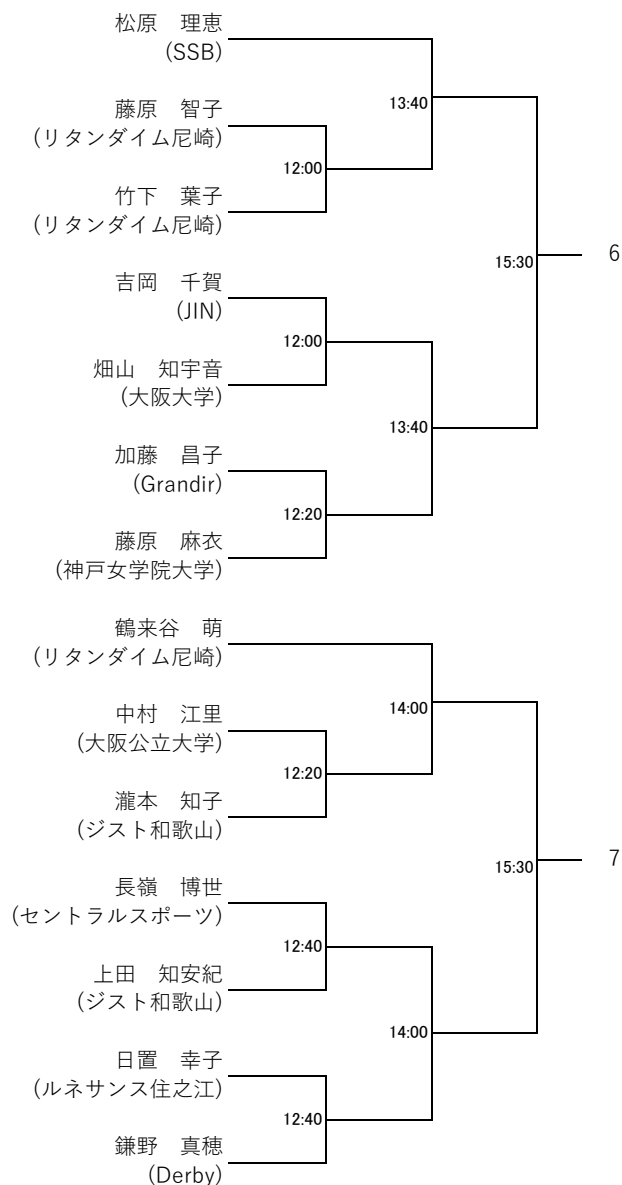 松原　理恵
(SSB)
13:40
藤原　智子
(リタンダイム尼崎)
12:00
竹下　葉子
(リタンダイム尼崎)
15:30
6
吉岡　千賀
(JIN)
12:00
畑山　知宇音
(大阪大学)
13:40
加藤　昌子
(Grandir)
12:20
藤原　麻衣
(神戸女学院大学)
鶴来谷　萌
(リタンダイム尼崎)
14:00
中村　江里
(大阪公立大学)
12:20
瀧本　知子
(ジスト和歌山)
15:30
7
長嶺　博世
(セントラルスポーツ)
12:40
上田　知安紀
(ジスト和歌山)
14:00
日置　幸子
(ルネサンス住之江)
12:40
鎌野　真穂
(Derby)